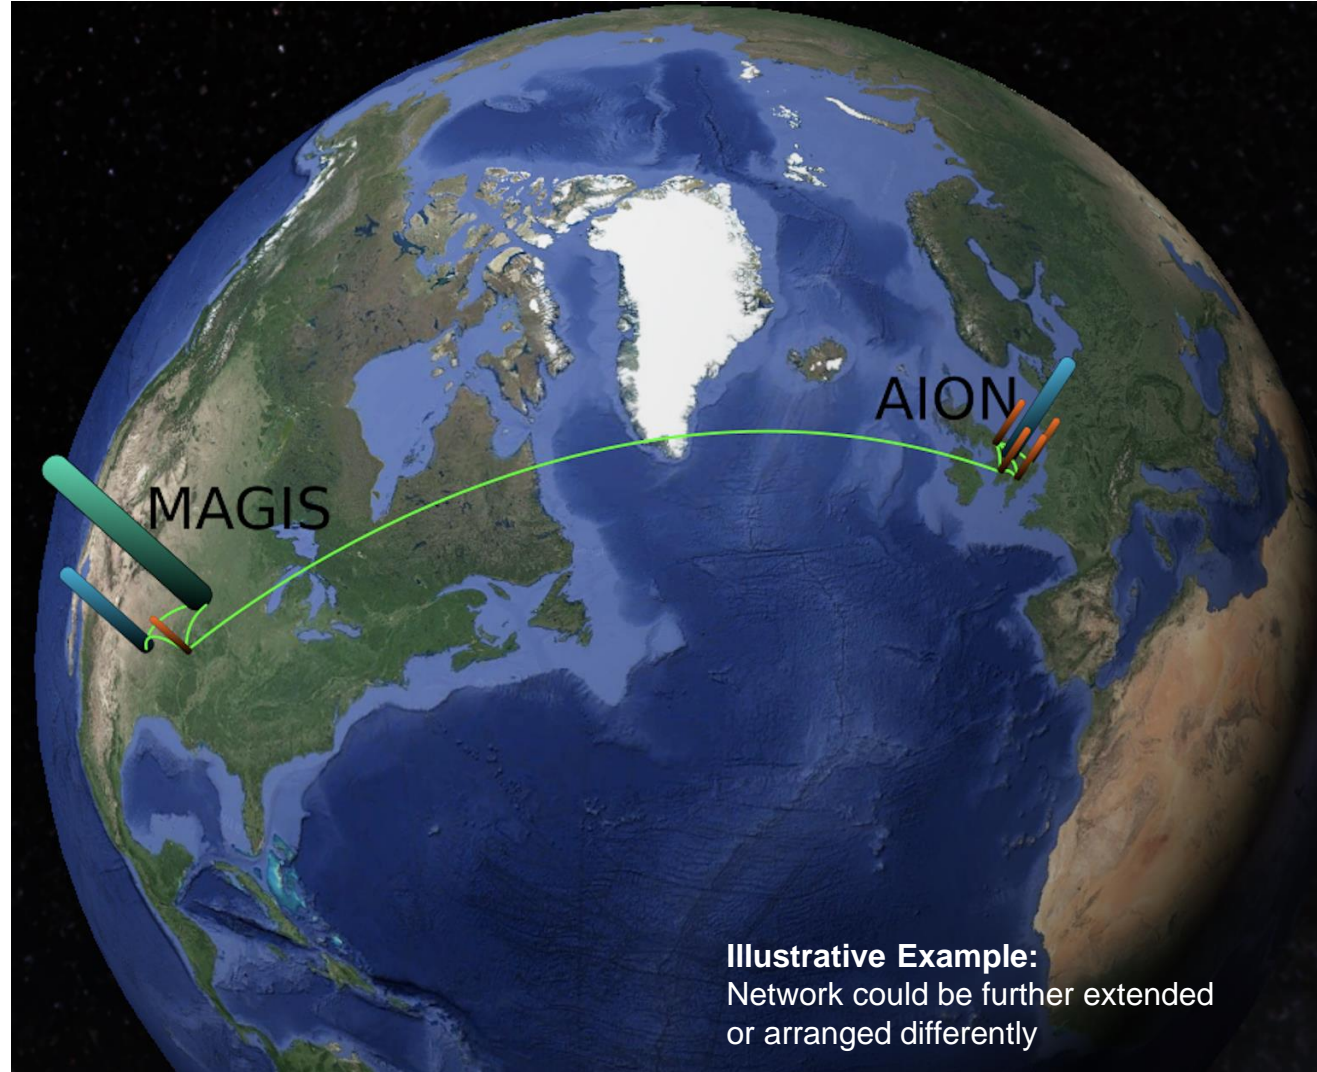 AION
MAGIS
Illustrative Example:
Network could be further extended
or arranged differently